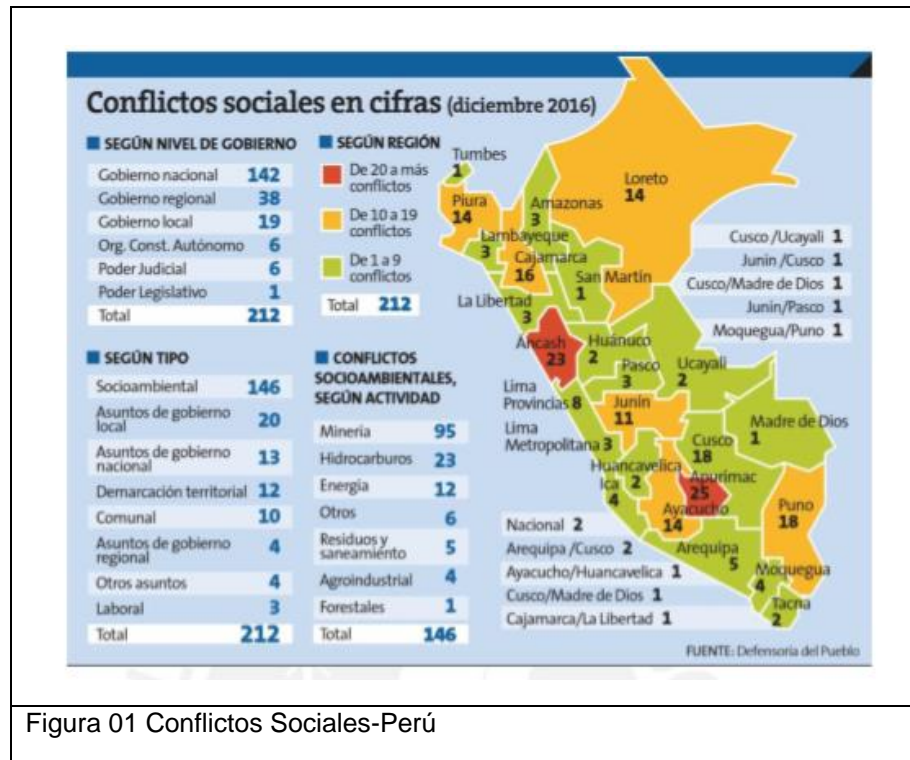 Conflictos sociales en cifras (diciembre 2016)
SEGÚN NIVEL DE GOBIERNO
Gobierno nacional 142
Gobierno regional 38
Gobierno local 19
Org. Const. Autónomo 6
Poder Judicial 6
Poder Legislativo 1
Total 212
SEGÚN REGIÓN
De 20 a más
conflictos
De 10 a 19
conflictos
De 1 a 9
conflictos
Total 212
SEGÚN TIPO
Socioambiental 146
Asuntos de gobierno
local 20
Asuntos de gobierno
nacional 13
Demarcación territorial 12
Comunal 10
Asuntos de gobierno
regional 4
Otros asuntos 4
Laboral 3
Total 212
CONFLICTOS
SOCIOAMBIENTALES,
SEGÚN ACTIVIDAD
Minería 95
Hidrocarburos 23
Energía 12
Otros 6
Residuos y
saneamiento 5
Agroindustrial 4
Forestales 1
Total 146
Tumbes
1
Piura
14
Lambayeque
3
Amazonas
3
Loreto
14
Cajamarca
16
San Martín
1
La Libertad
3
Áncash
23
Huánuco
2
Pasco
3
Ucayali
2
Lima
Provincias 8
Junín
11
Lima
Metropolitana 3
Cusco
18
Madre de Dios
1
Huancavelica
2
Ica
4
Apurímac
25
Ayacucho
14
Puno
18
Arequipa
5
Moquegua
4
Tacna
2
Cusco /Ucayali 1
Junín /Cusco 1
Cusco/Madre de Dios 1
Junín/Pasco 1
Moquegua/Puno 1
Nacional 2
Arequipa /Cusco 2
Ayacucho/Huancavelica 1
Cusco/Madre de Dios 1
Cajamarca/La Libertad 1
FUENTE: Defensoría del Pueblo
Figura 01 Conflictos Sociales-Perú